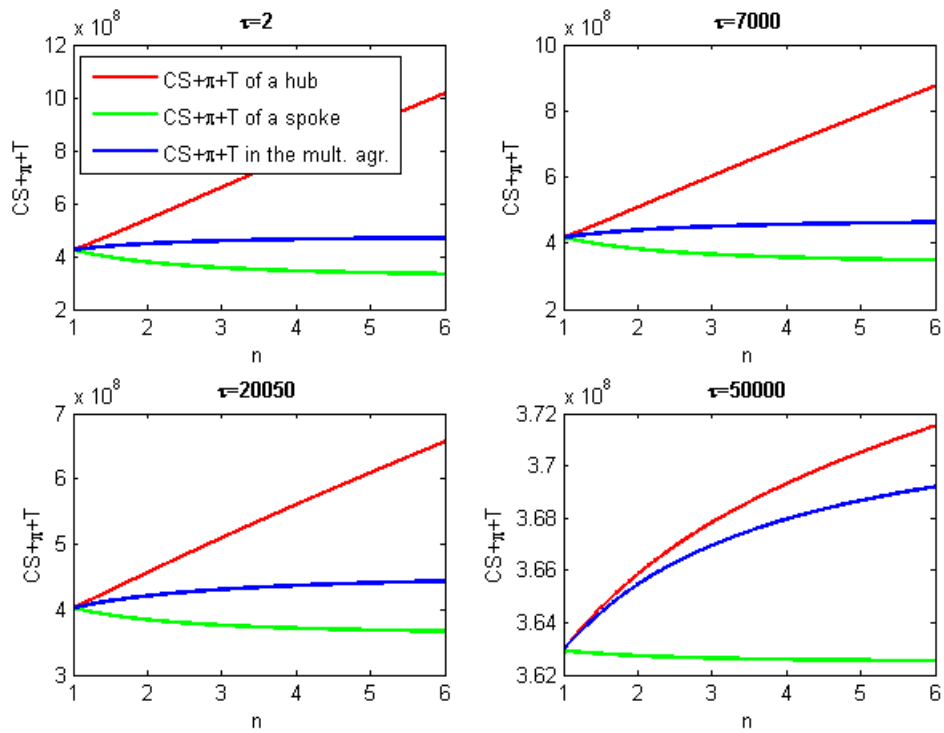 τ=2
x 10^8
12
10
8
6
4
2
CS+π+T
CS+π+T of a hub
CS+π+T of a spoke
CS+π+T in the mult. agr.
1 2 3 4 5 6
n
τ=7000
x 10^8
10
8
6
4
2
CS+π+T
1 2 3 4 5 6
n
τ=20050
x 10^8
7
6
5
4
3
CS+π+T
1 2 3 4 5 6
n
τ=50000
x 10^8
3.72
3.7
3.68
3.66
3.64
3.62
CS+π+T
1 2 3 4 5 6
n